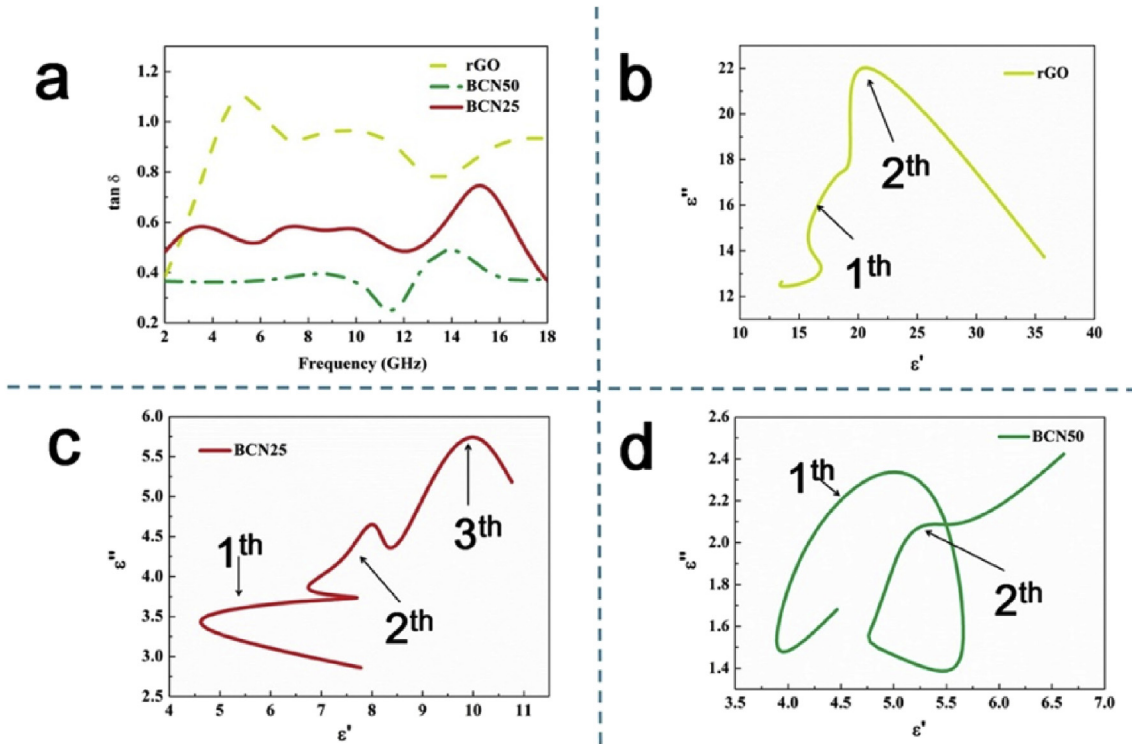 a
rGO
BCN50
BCN25
1.2
1.0
0.8
0.6
0.4
0.2
tan δ
2 4 6 8 10 12 14 16 18
Frequency (GHz)
b
rGO
22
20
18
16
14
12
ε''
2th
1th
10 15 20 25 30 35 40
ε'
c
BCN25
6.0
5.5
5.0
4.5
4.0
3.5
3.0
2.5
ε''
1th
2th
3th
4 5 6 7 8 9 10 11
ε'
d
BCN50
2.6
2.4
2.2
2.0
1.8
1.6
1.4
ε''
1th
2th
3.5 4.0 4.5 5.0 5.5 6.0 6.5 7.0
ε'